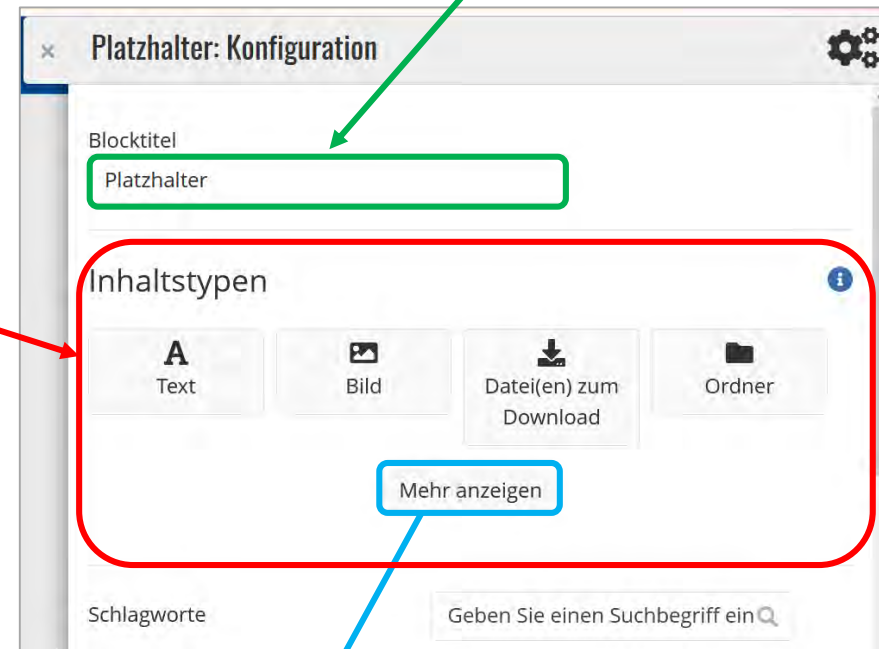 × Platzhalter: Konfiguration
Blocktitel
Platzhalter
Inhaltstypen
A
Text
Bild
Datei(en) zum
Download
Ordner
Mehr anzeigen
Schlagworte
Geben Sie einen Suchbegriff ein